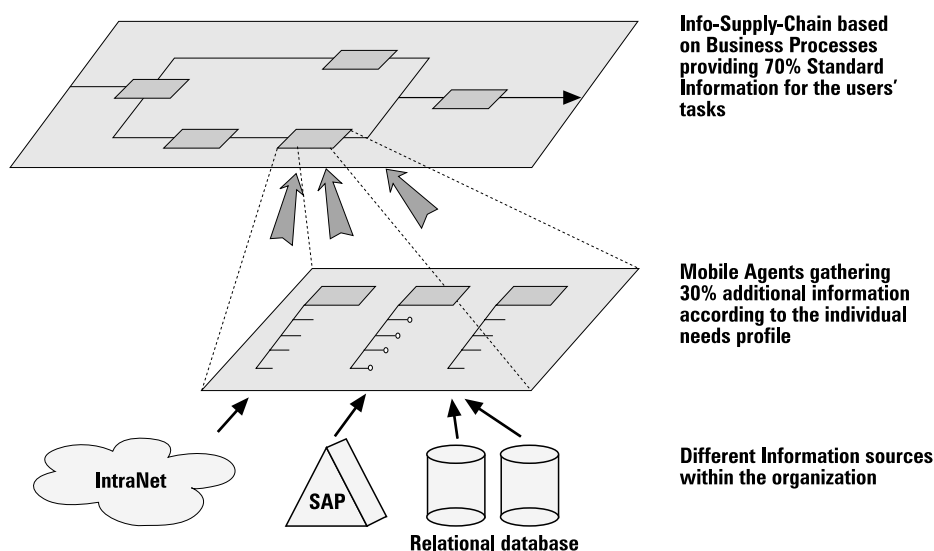 Info-Supply-Chain based
on Business Processes
providing 70% Standard
Information for the users'
tasks
Mobile Agents gathering
30% additional information
according to the individual
needs profile
IntraNet
SAP
Different Information sources
within the organization
Relational database